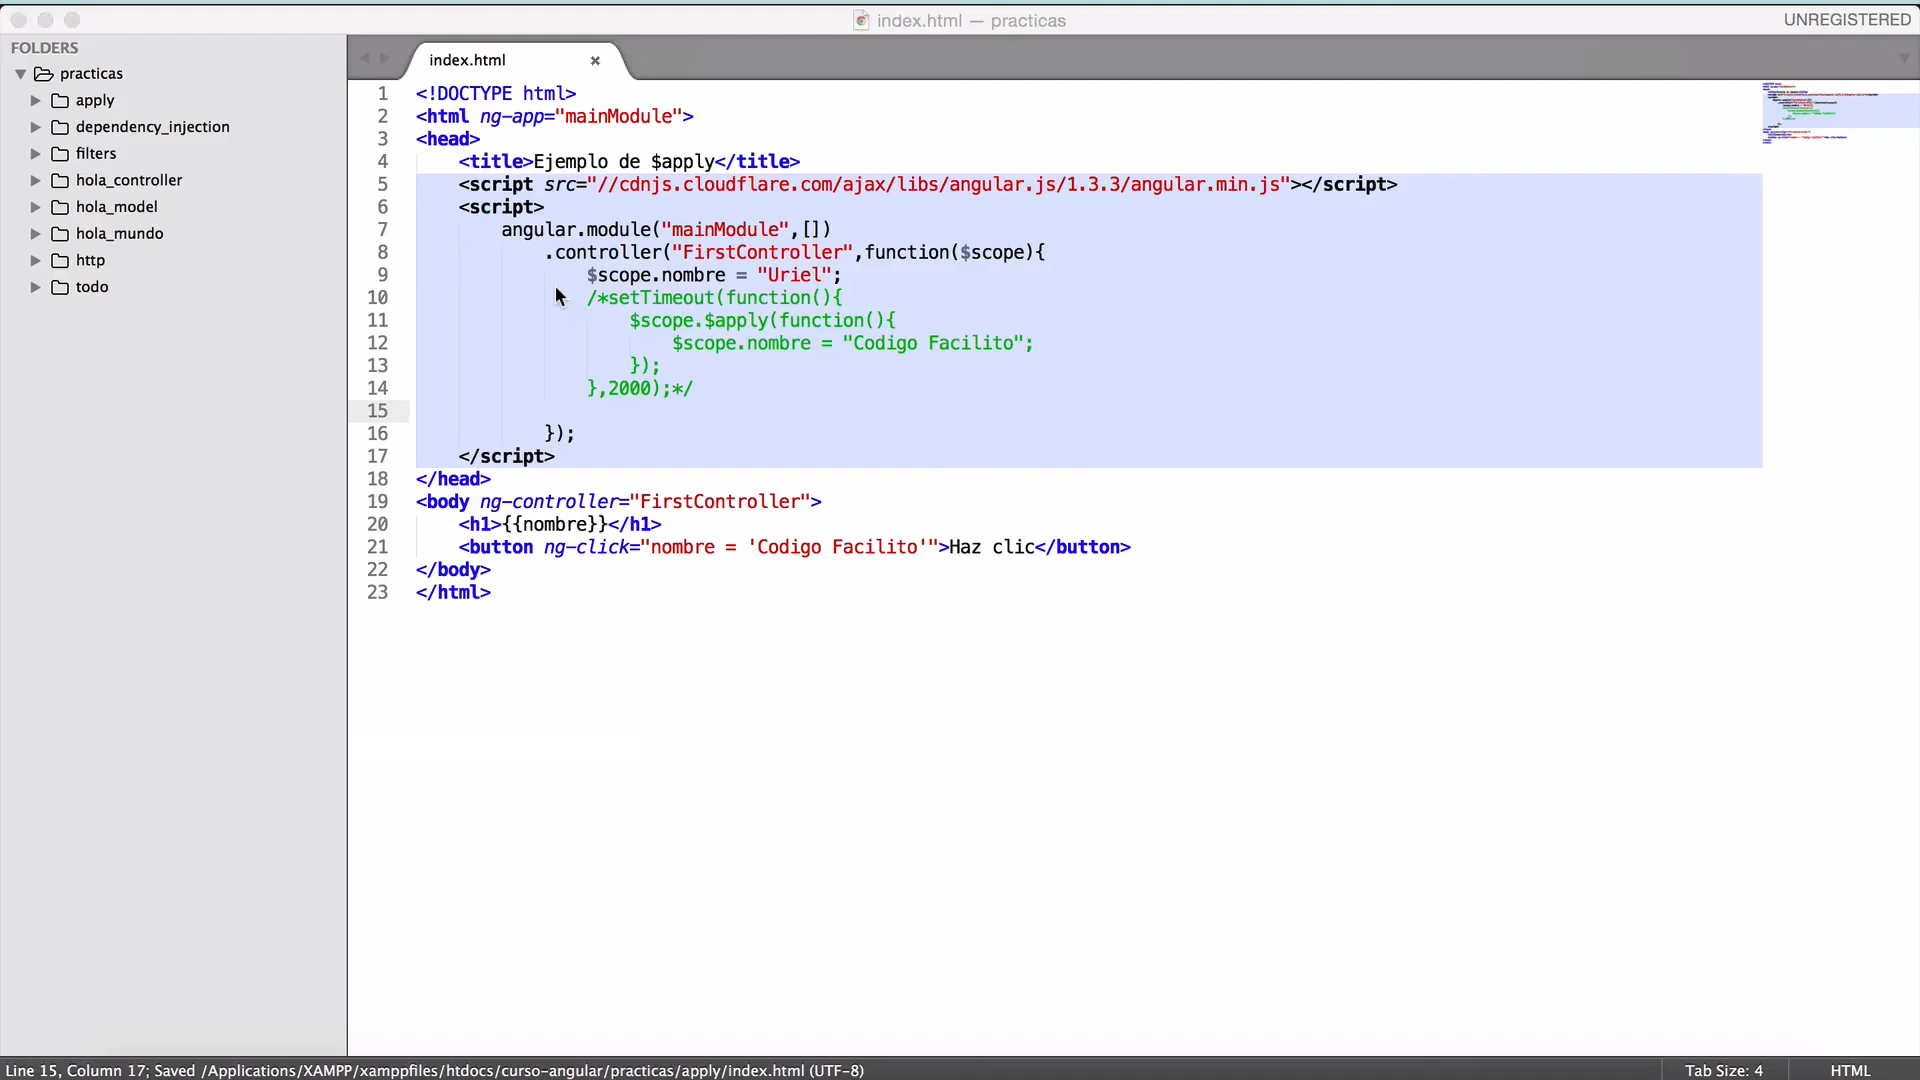 index.html — practicas
UNREGISTERED
FOLDERS
practicas
apply
dependency_injection
filters
hola_controller
hola_model
hola_mundo
http
todo
index.html
1 <!DOCTYPE html>
2 <html ng-app="mainModule">
3 <head>
4 <title>Ejemplo de $apply</title>
5 <script src="//cdnjs.cloudflare.com/ajax/libs/angular.js/1.3.3/angular.min.js"></script>
6 <script>
7 angular.module("mainModule",[])
8 .controller("FirstController",function($scope){
9 $scope.nombre = "Uriel";
10 /*setTimeout(function(){
11 $scope.$apply(function(){
12 $scope.nombre = "Codigo Facilito";
13 });
14 },2000);*/
15
16 });
17 </script>
18 </head>
19 <body ng-controller="FirstController">
20 <h1>{{nombre}}</h1>
21 <button ng-click="nombre = 'Codigo Facilito'">Haz clic</button>
22 </body>
23 </html>
Line 15, Column 17; Saved /Applications/XAMPP/xamppfiles/htdocs/curso-angular/practicas/apply/index.html (UTF-8)
Tab Size: 4
HTML